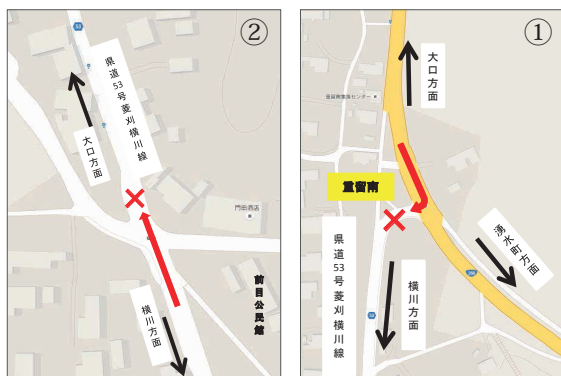 ②
県道53号菱刈横川線
大口方面
門田酒店
前目公民館
横川方面
①
大口方面
重留南
湧水町方面
県道53号菱刈横川線
横川方面